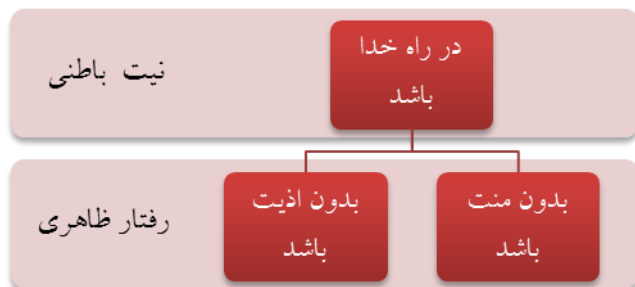 نیت باطنی
در راه خدا
باشد
رفتار ظاهری
بدون منت
باشد
بدون اذیت
باشد